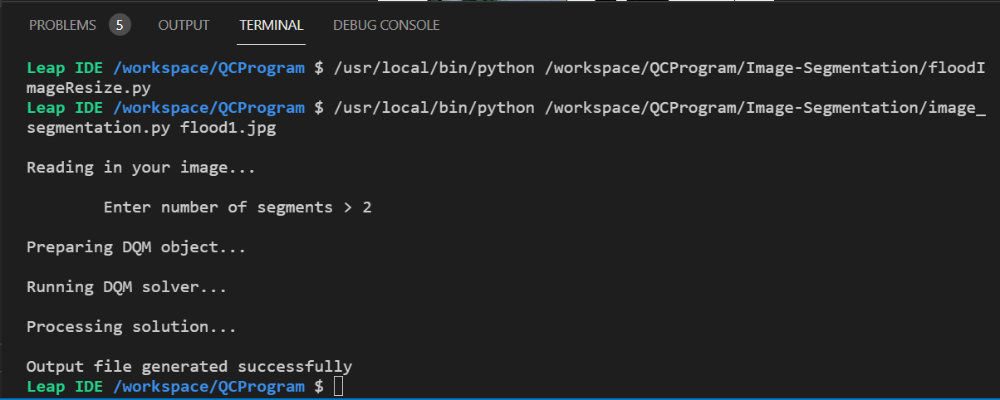 PROBLEMS 5 OUTPUT TERMINAL DEBUG CONSOLE
Leap IDE /workspace/QCProgram $ /usr/local/bin/python /workspace/QCProgram/Image-Segmentation/floodI
mageResize.py
Leap IDE /workspace/QCProgram $ /usr/local/bin/python /workspace/QCProgram/Image-Segmentation/image_
segmentation.py flood1.jpg
Reading in your image...
Enter number of segments > 2
Preparing DQM object...
Running DQM solver...
Processing solution...
Output file generated successfully
Leap IDE /workspace/QCProgram $